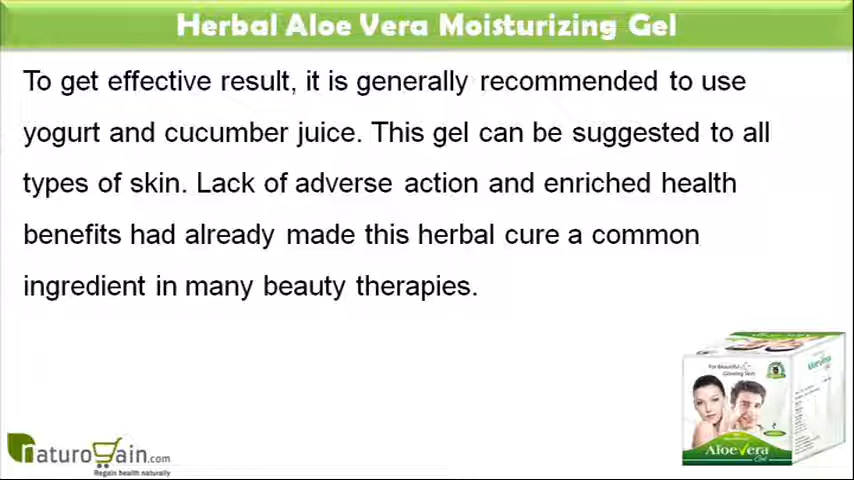 Herbal Aloe Vera Moisturizing Gel
To get effective result, it is generally recommended to use
yogurt and cucumber juice. This gel can be suggested to all
types of skin. Lack of adverse action and enriched health
benefits had already made this herbal cure a common
ingredient in many beauty therapies.
For Beautiful &
Glowing Skin
Aloevera
Gel
Aloevera
naturogain.com
Regain health naturally